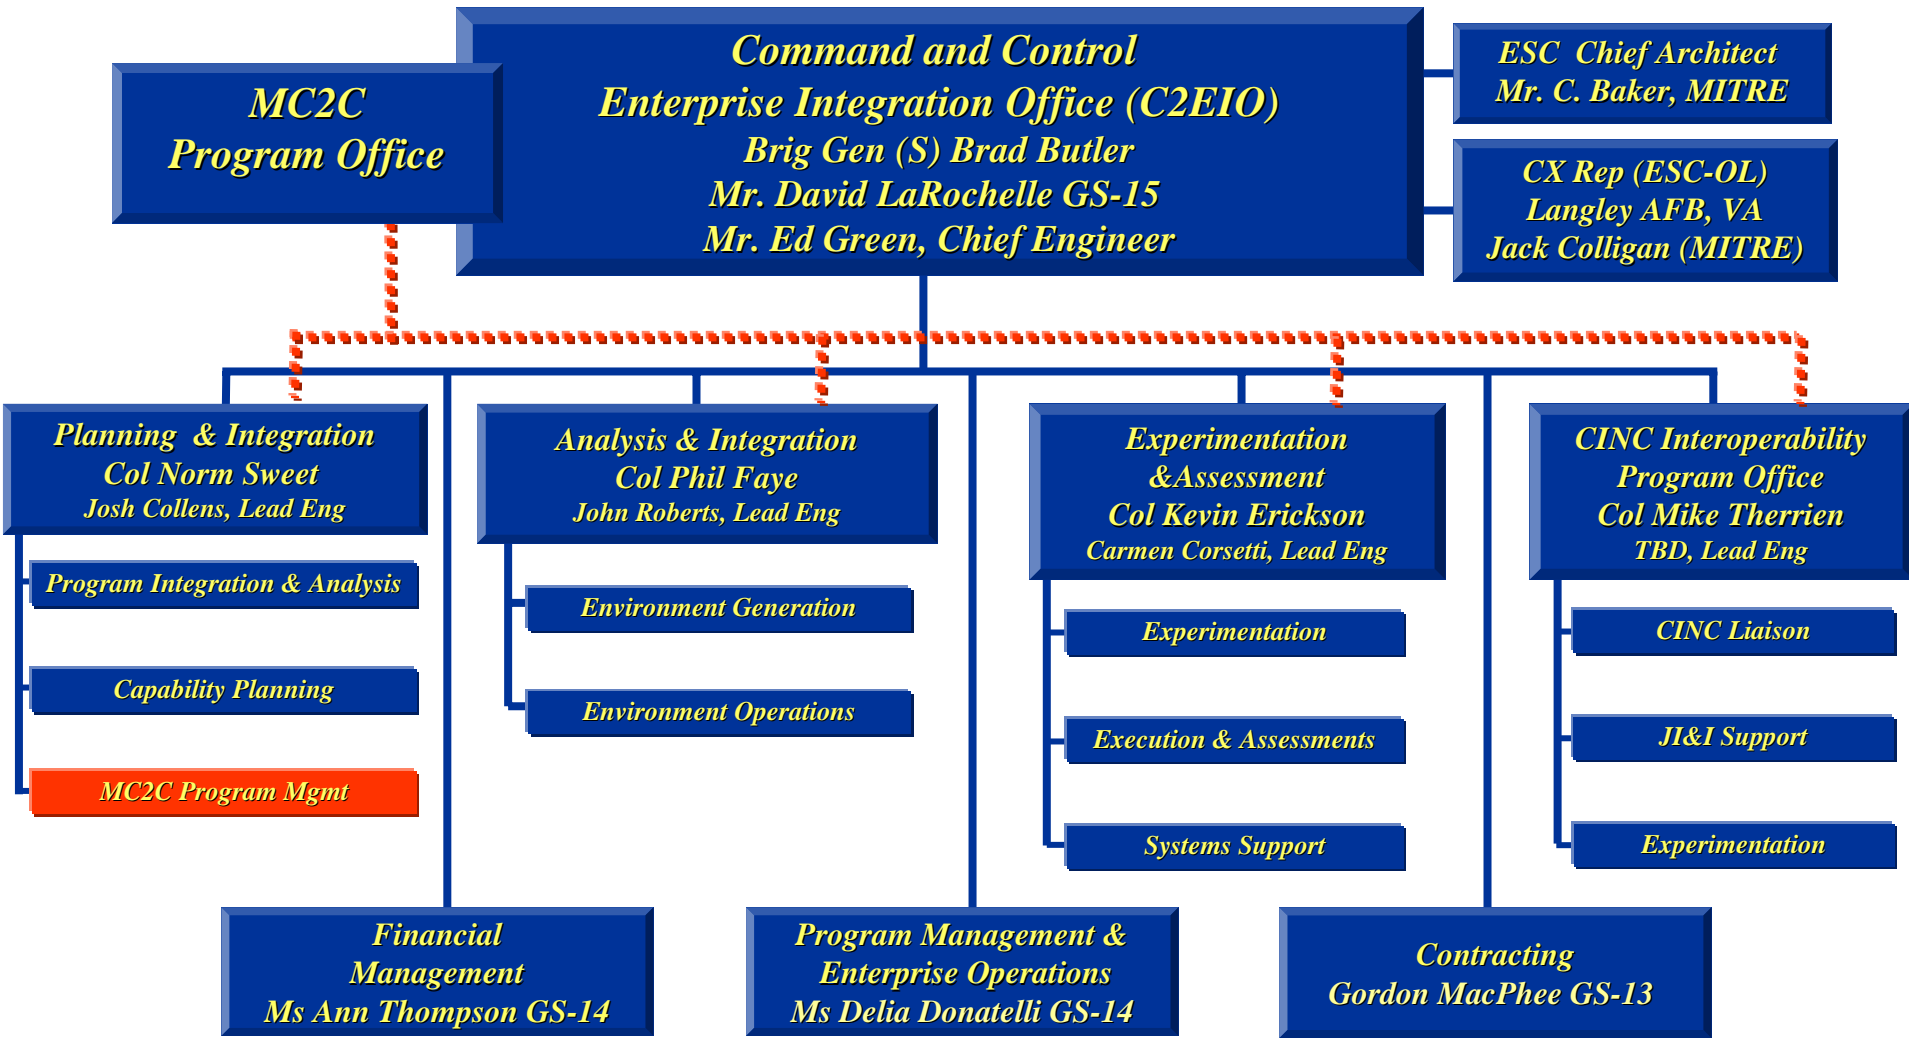 Command and Control
Enterprise Integration Office (C2EIO)
Brig Gen (S) Brad Butler
Mr. David LaRochelle GS-15
Mr. Ed Green, Chief Engineer
MC2C
Program Office
ESC  Chief Architect
Mr. C. Baker, MITRE
CX Rep (ESC-OL)
Langley AFB, VA
Jack Colligan (MITRE)
Planning  & Integration
Col Norm Sweet
Josh Collens, Lead Eng
Program Integration & Analysis
Capability Planning
MC2C Program Mgmt
Analysis & Integration
Col Phil Faye
John Roberts, Lead Eng
Environment Generation
Environment Operations
Experimentation
&Assessment
Col Kevin Erickson
Carmen Corsetti, Lead Eng
Experimentation
Execution & Assessments
Systems Support
CINC Interoperability
Program Office
Col Mike Therrien
TBD, Lead Eng
CINC Liaison
JI&I Support
Experimentation
Financial
Management
Ms Ann Thompson GS-14
Program Management &
Enterprise Operations
Ms Delia Donatelli GS-14
Contracting
Gordon MacPhee GS-13